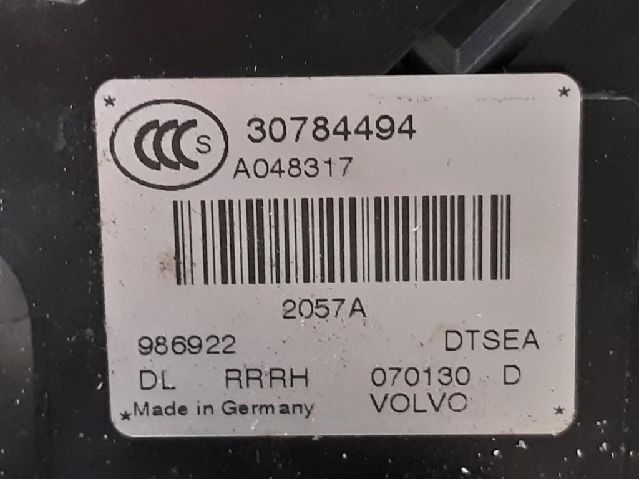 CCC S 30784494
A048317
2057A
986922 DTSEA
DL RRRH 070130 D
Made in Germany VOLVO